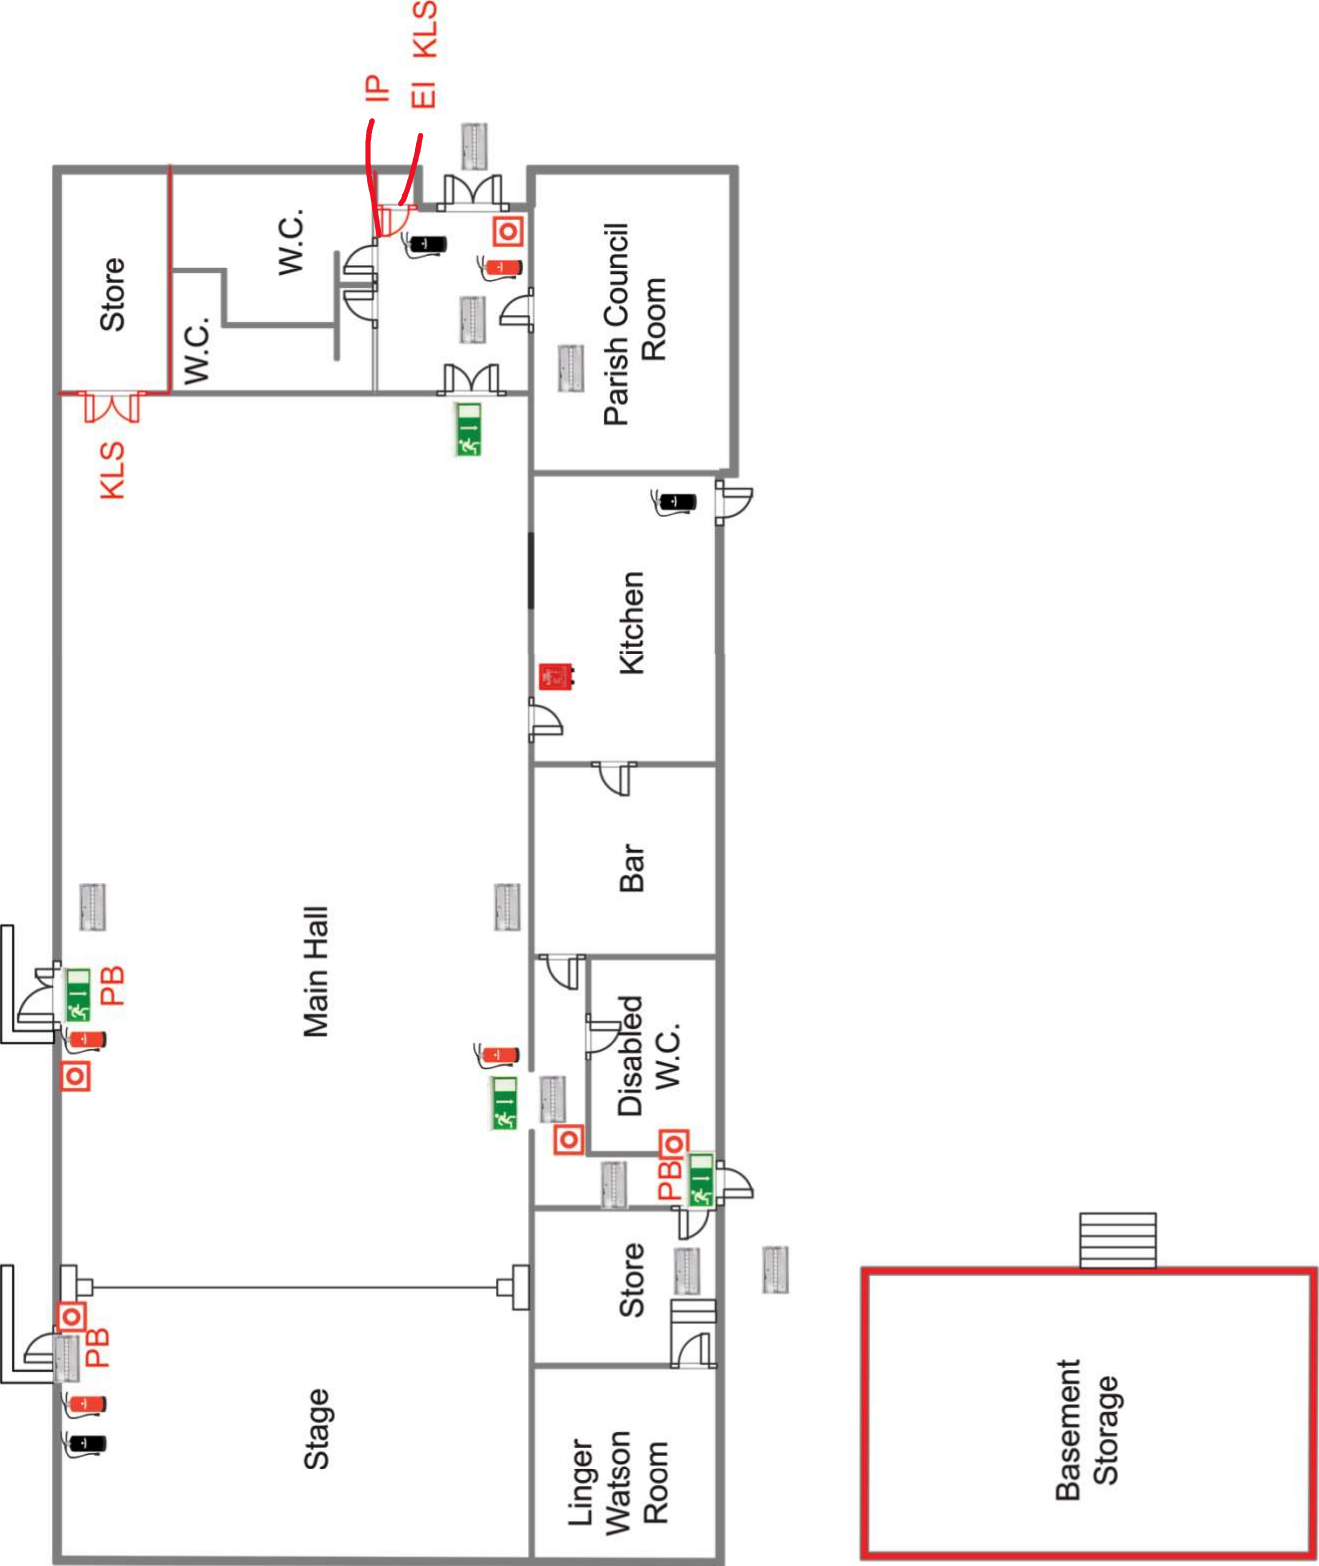 IP
EI KLS
Store
W.C.
W.C.
KLS
Parish Council
Room
Kitchen
Bar
Main Hall
PB
Disabled
W.C.
PB
Store
PB
Stage
Linger
Watson
Room
Basement
Storage